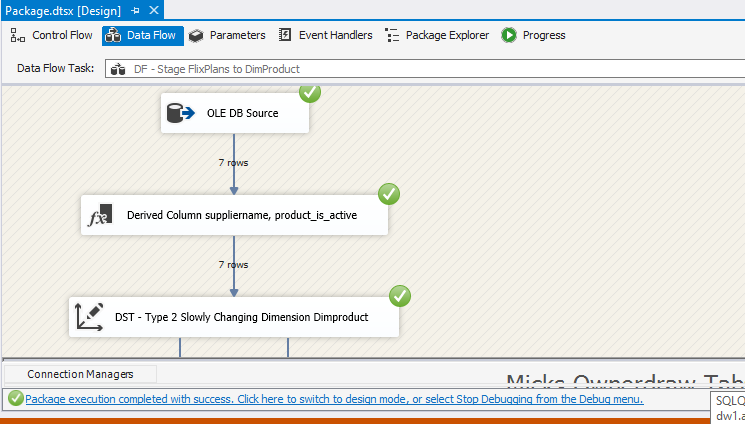 Package.dtsx [Design]
Control Flow Data Flow Parameters Event Handlers Package Explorer Progress
Data Flow Task: DF - Stage FlixPlans to DimProduct
OLE DB Source
7 rows
fx Derived Column suppliername, product_is_active
7 rows
DST - Type 2 Slowly Changing Dimension Dimproduct
Connection Managers
Micks Ownerdraw Tab
Package execution completed with success. Click here to switch to design mode, or select Stop Debugging from the Debug menu.
SQLQ
dw1.a